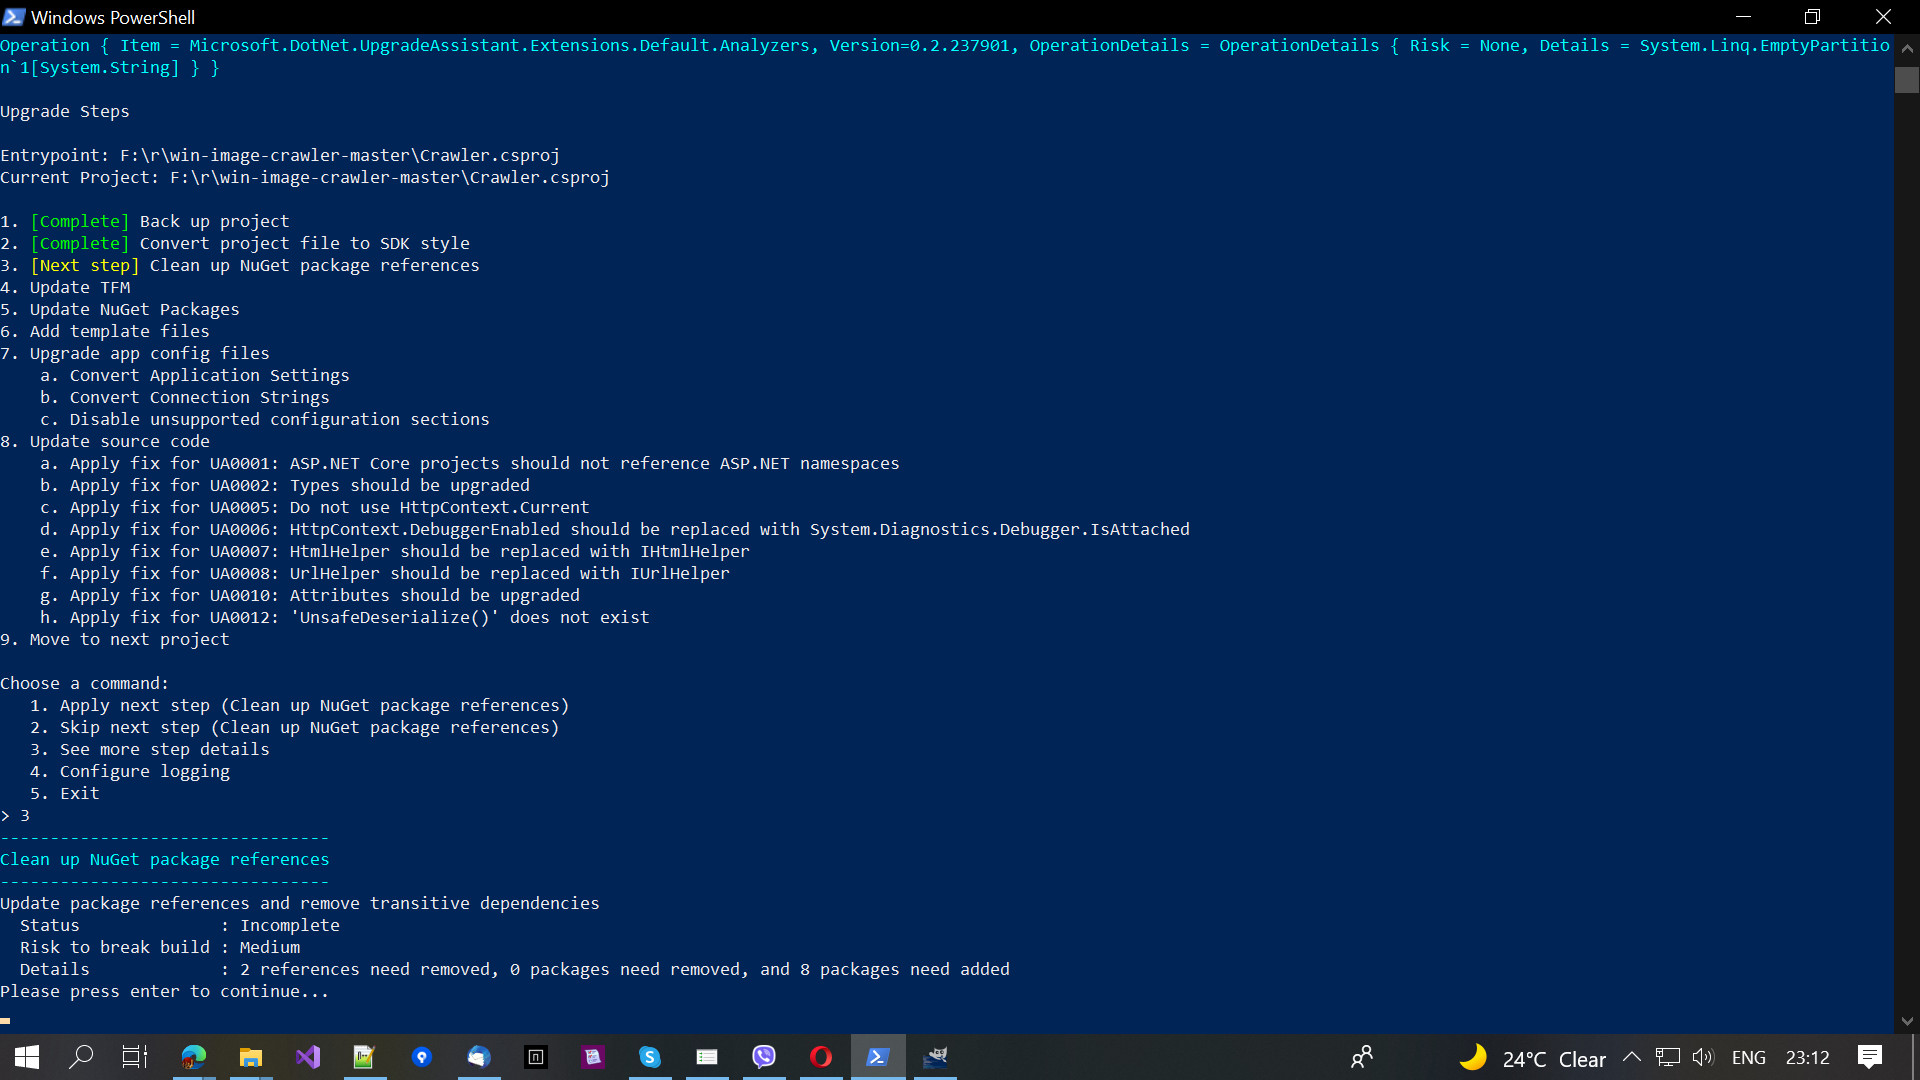 Windows PowerShell
Operation { Item = Microsoft.DotNet.UpgradeAssistant.Extensions.Default.Analyzers, Version=0.2.237901, OperationDetails = OperationDetails { Risk = None, Details = System.Linq.EmptyPartitio
n`1[System.String] } }
Upgrade Steps
Entrypoint: F:\r\win-image-crawler-master\Crawler.csproj
Current Project: F:\r\win-image-crawler-master\Crawler.csproj
1. [Complete] Back up project
2. [Complete] Convert project file to SDK style
3. [Next step] Clean up NuGet package references
4. Update TFM
5. Update NuGet Packages
6. Add template files
7. Upgrade app config files
a. Convert Application Settings
b. Convert Connection Strings
c. Disable unsupported configuration sections
8. Update source code
a. Apply fix for UA0001: ASP.NET Core projects should not reference ASP.NET namespaces
b. Apply fix for UA0002: Types should be upgraded
c. Apply fix for UA0005: Do not use HttpContext.Current
d. Apply fix for UA0006: HttpContext.DebuggerEnabled should be replaced with System.Diagnostics.Debugger.IsAttached
e. Apply fix for UA0007: HtmlHelper should be replaced with IHtmlHelper
f. Apply fix for UA0008: UrlHelper should be replaced with IUrlHelper
g. Apply fix for UA0010: Attributes should be upgraded
h. Apply fix for UA0012: 'UnsafeDeserialize()' does not exist
9. Move to next project
Choose a command:
1. Apply next step (Clean up NuGet package references)
2. Skip next step (Clean up NuGet package references)
3. See more step details
4. Configure logging
5. Exit
> 3
---------------------------------
Clean up NuGet package references
---------------------------------
Update package references and remove transitive dependencies
Status : Incomplete
Risk to break build : Medium
Details : 2 references need removed, 0 packages need removed, and 8 packages need added
Please press enter to continue...
24°C Clear ENG 23:12